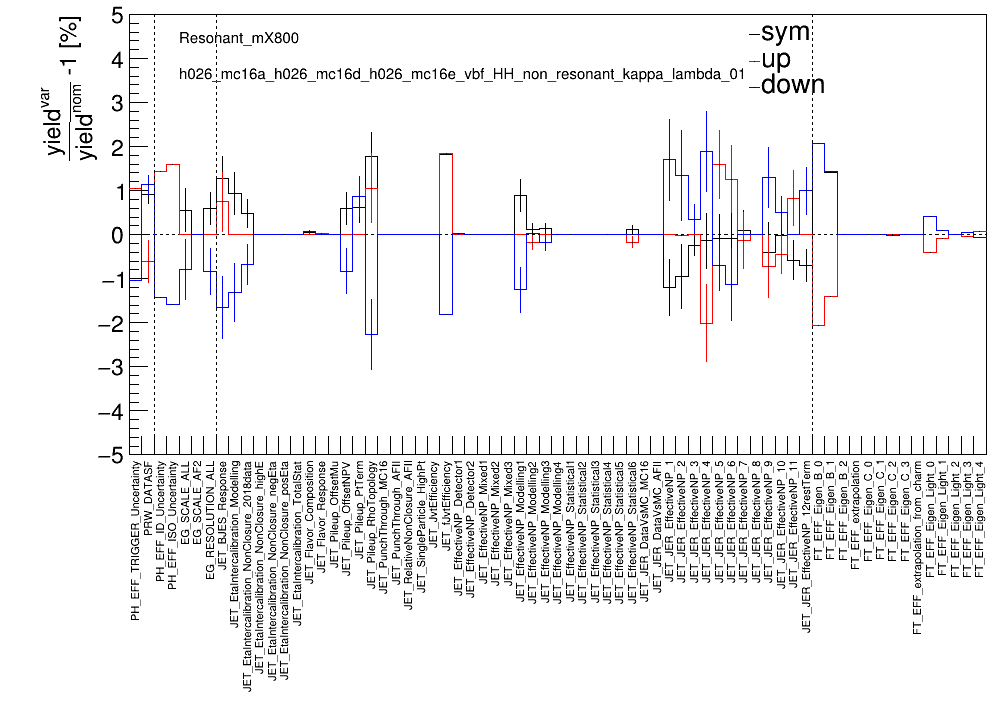 yield^var / yield^nom -1 [%]
5
4
3
2
1
0
−1
−2
−3
−4
−5
Resonant_mX800
h026_mc16a_h026_mc16d_h026_mc16e_vbf_HH_non_resonant_kappa_lambda_01
sym
up
down
PH_EFF_TRIGGER_Uncertainty
PRW_DATASF
PH_EFF_ID_Uncertainty
PH_EFF_ISO_Uncertainty
EG_SCALE_ALL
EG_SCALE_AF2
EG_RESOLUTION_ALL
JET_BJES_Response
JET_EtaIntercalibration_Modelling
JET_EtaIntercalibration_NonClosure_2018data
JET_EtaIntercalibration_NonClosure_highE
JET_EtaIntercalibration_NonClosure_negEta
JET_EtaIntercalibration_NonClosure_posEta
JET_EtaIntercalibration_TotalStat
JET_Flavor_Composition
JET_Flavor_Response
JET_Pileup_OffsetMu
JET_Pileup_OffsetNPV
JET_Pileup_PtTerm
JET_Pileup_RhoTopology
JET_PunchThrough_MC16
JET_PunchThrough_AFII
JET_RelativeNonClosure_AFII
JET_SingleParticle_HighPt
JET_JvtEfficiency
JET_fJvtEfficiency
JET_EffectiveNP_Detector1
JET_EffectiveNP_Detector2
JET_EffectiveNP_Mixed1
JET_EffectiveNP_Mixed2
JET_EffectiveNP_Mixed3
JET_EffectiveNP_Modelling1
JET_EffectiveNP_Modelling2
JET_EffectiveNP_Modelling3
JET_EffectiveNP_Modelling4
JET_EffectiveNP_Statistical1
JET_EffectiveNP_Statistical2
JET_EffectiveNP_Statistical3
JET_EffectiveNP_Statistical4
JET_EffectiveNP_Statistical5
JET_EffectiveNP_Statistical6
JET_JER_DataVsMC_MC16
JET_JER_DataVsMC_AFII
JET_JER_EffectiveNP_1
JET_JER_EffectiveNP_2
JET_JER_EffectiveNP_3
JET_JER_EffectiveNP_4
JET_JER_EffectiveNP_5
JET_JER_EffectiveNP_6
JET_JER_EffectiveNP_7
JET_JER_EffectiveNP_8
JET_JER_EffectiveNP_9
JET_JER_EffectiveNP_10
JET_JER_EffectiveNP_11
JET_JER_EffectiveNP_12restTerm
FT_EFF_Eigen_B_0
FT_EFF_Eigen_B_1
FT_EFF_Eigen_B_2
FT_EFF_extrapolation
FT_EFF_Eigen_C_0
FT_EFF_Eigen_C_1
FT_EFF_Eigen_C_2
FT_EFF_Eigen_C_3
FT_EFF_extrapolation_from_charm
FT_EFF_Eigen_Light_0
FT_EFF_Eigen_Light_1
FT_EFF_Eigen_Light_2
FT_EFF_Eigen_Light_3
FT_EFF_Eigen_Light_4